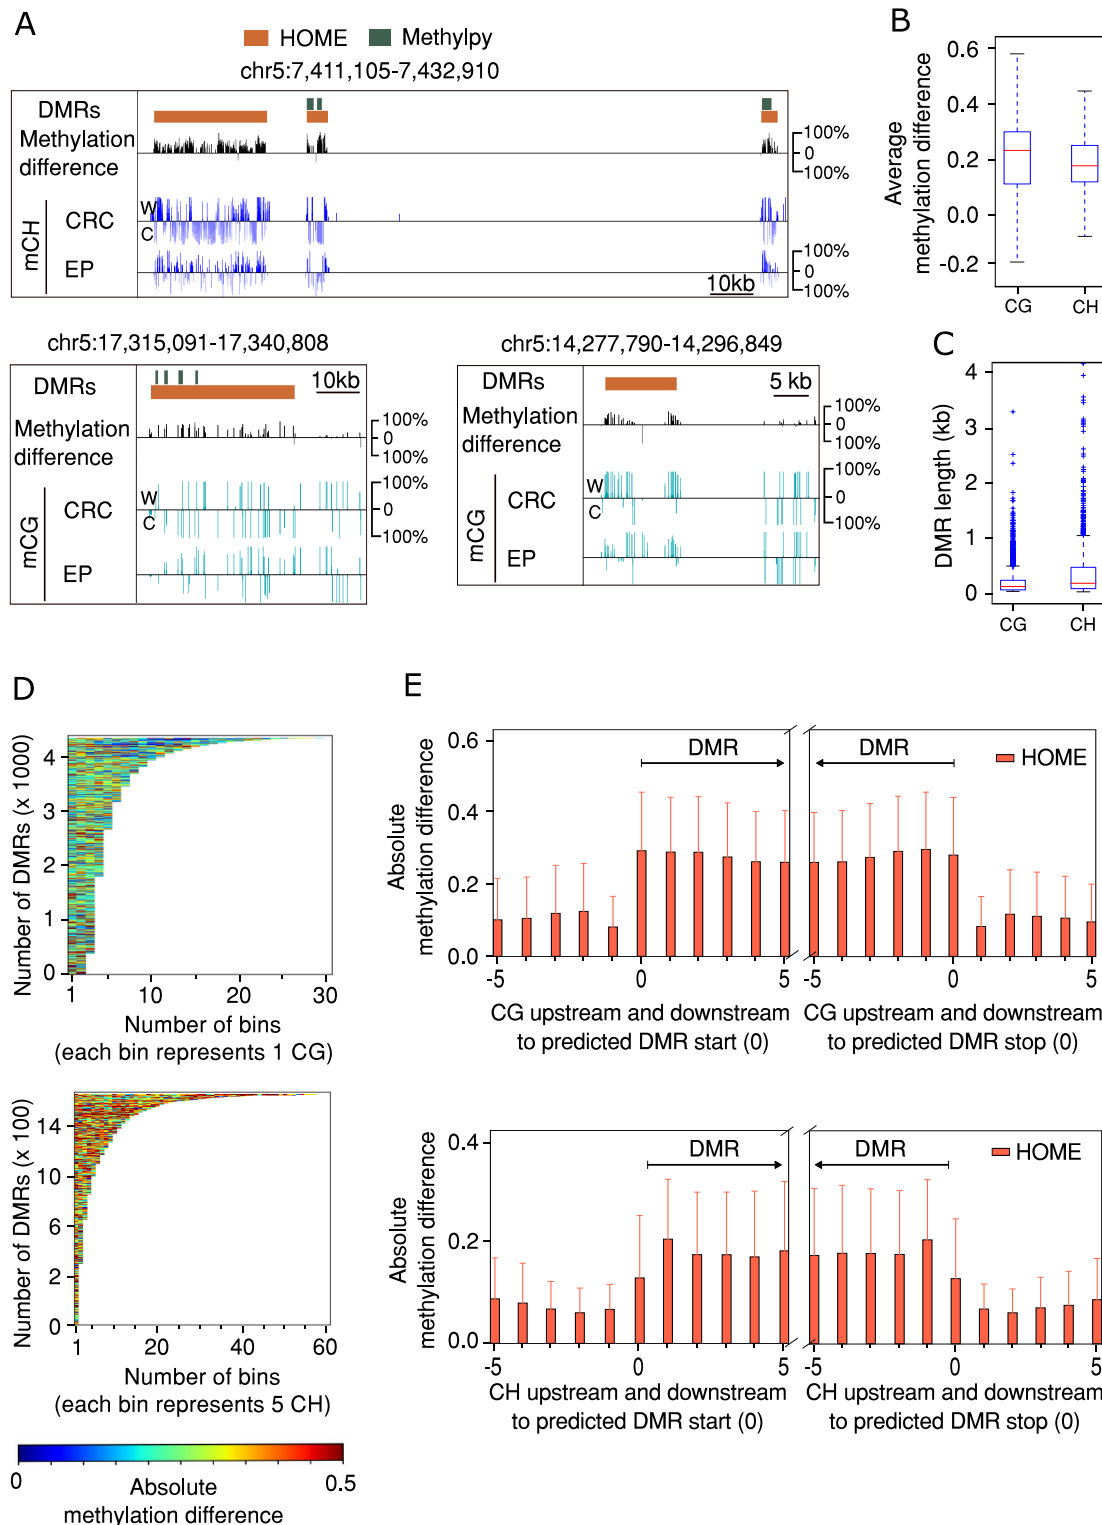 A
HOME
Methylpy
chr5:7,411,105-7,432,910
DMRs
Methylation
difference
100%
0
100%
mCH
CRC
W
C
EP
100%
0
100%
10kb
chr5:17,315,091-17,340,808
DMRs
10kb
Methylation
difference
100%
0
100%
mCG
CRC
W
C
EP
100%
0
100%
chr5:14,277,790-14,296,849
DMRs
5 kb
Methylation
difference
100%
0
100%
mCG
CRC
W
C
EP
100%
0
100%
B
Average
methylation difference
0.6
0.4
0.2
0.0
-0.2
CG
CH
C
DMR length (kb)
4
3
2
1
0
CG
CH
D
Number of DMRs (x 1000)
4
3
2
1
0
1
10
20
30
Number of bins
(each bin represents 1 CG)
Number of DMRs (x 100)
14
10
6
2
0
1
20
40
60
Number of bins
(each bin represents 5 CH)
0
0.5
Absolute
methylation difference
E
Absolute
methylation difference
0.6
0.4
0.2
0.0
DMR
DMR
HOME
-5
0
5
-5
0
5
CG upstream and downstream
to predicted DMR start (0)
CG upstream and downstream
to predicted DMR stop (0)
Absolute
methylation difference
0.4
0.2
0.0
DMR
DMR
HOME
-5
0
5
-5
0
5
CH upstream and downstream
to predicted DMR start (0)
CH upstream and downstream
to predicted DMR stop (0)